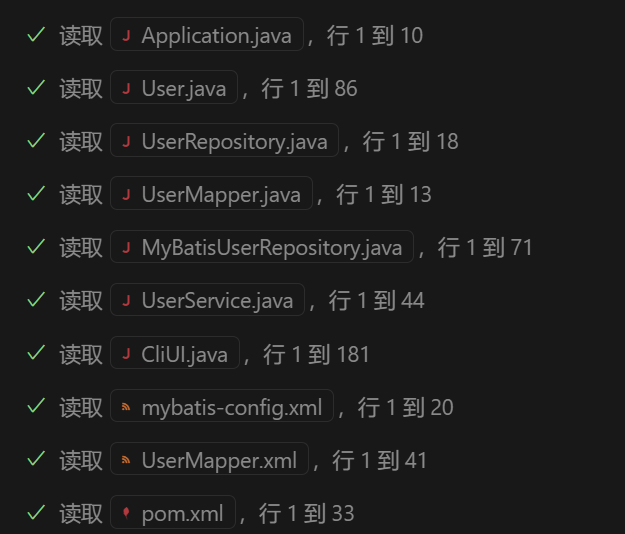 读取 Application.java，行 1 到 10
读取 User.java，行 1 到 86
读取 UserRepository.java，行 1 到 18
读取 UserMapper.java，行 1 到 13
读取 MyBatisUserRepository.java，行 1 到 71
读取 UserService.java，行 1 到 44
读取 CliUI.java，行 1 到 181
读取 mybatis-config.xml，行 1 到 20
读取 UserMapper.xml，行 1 到 41
读取 pom.xml，行 1 到 33